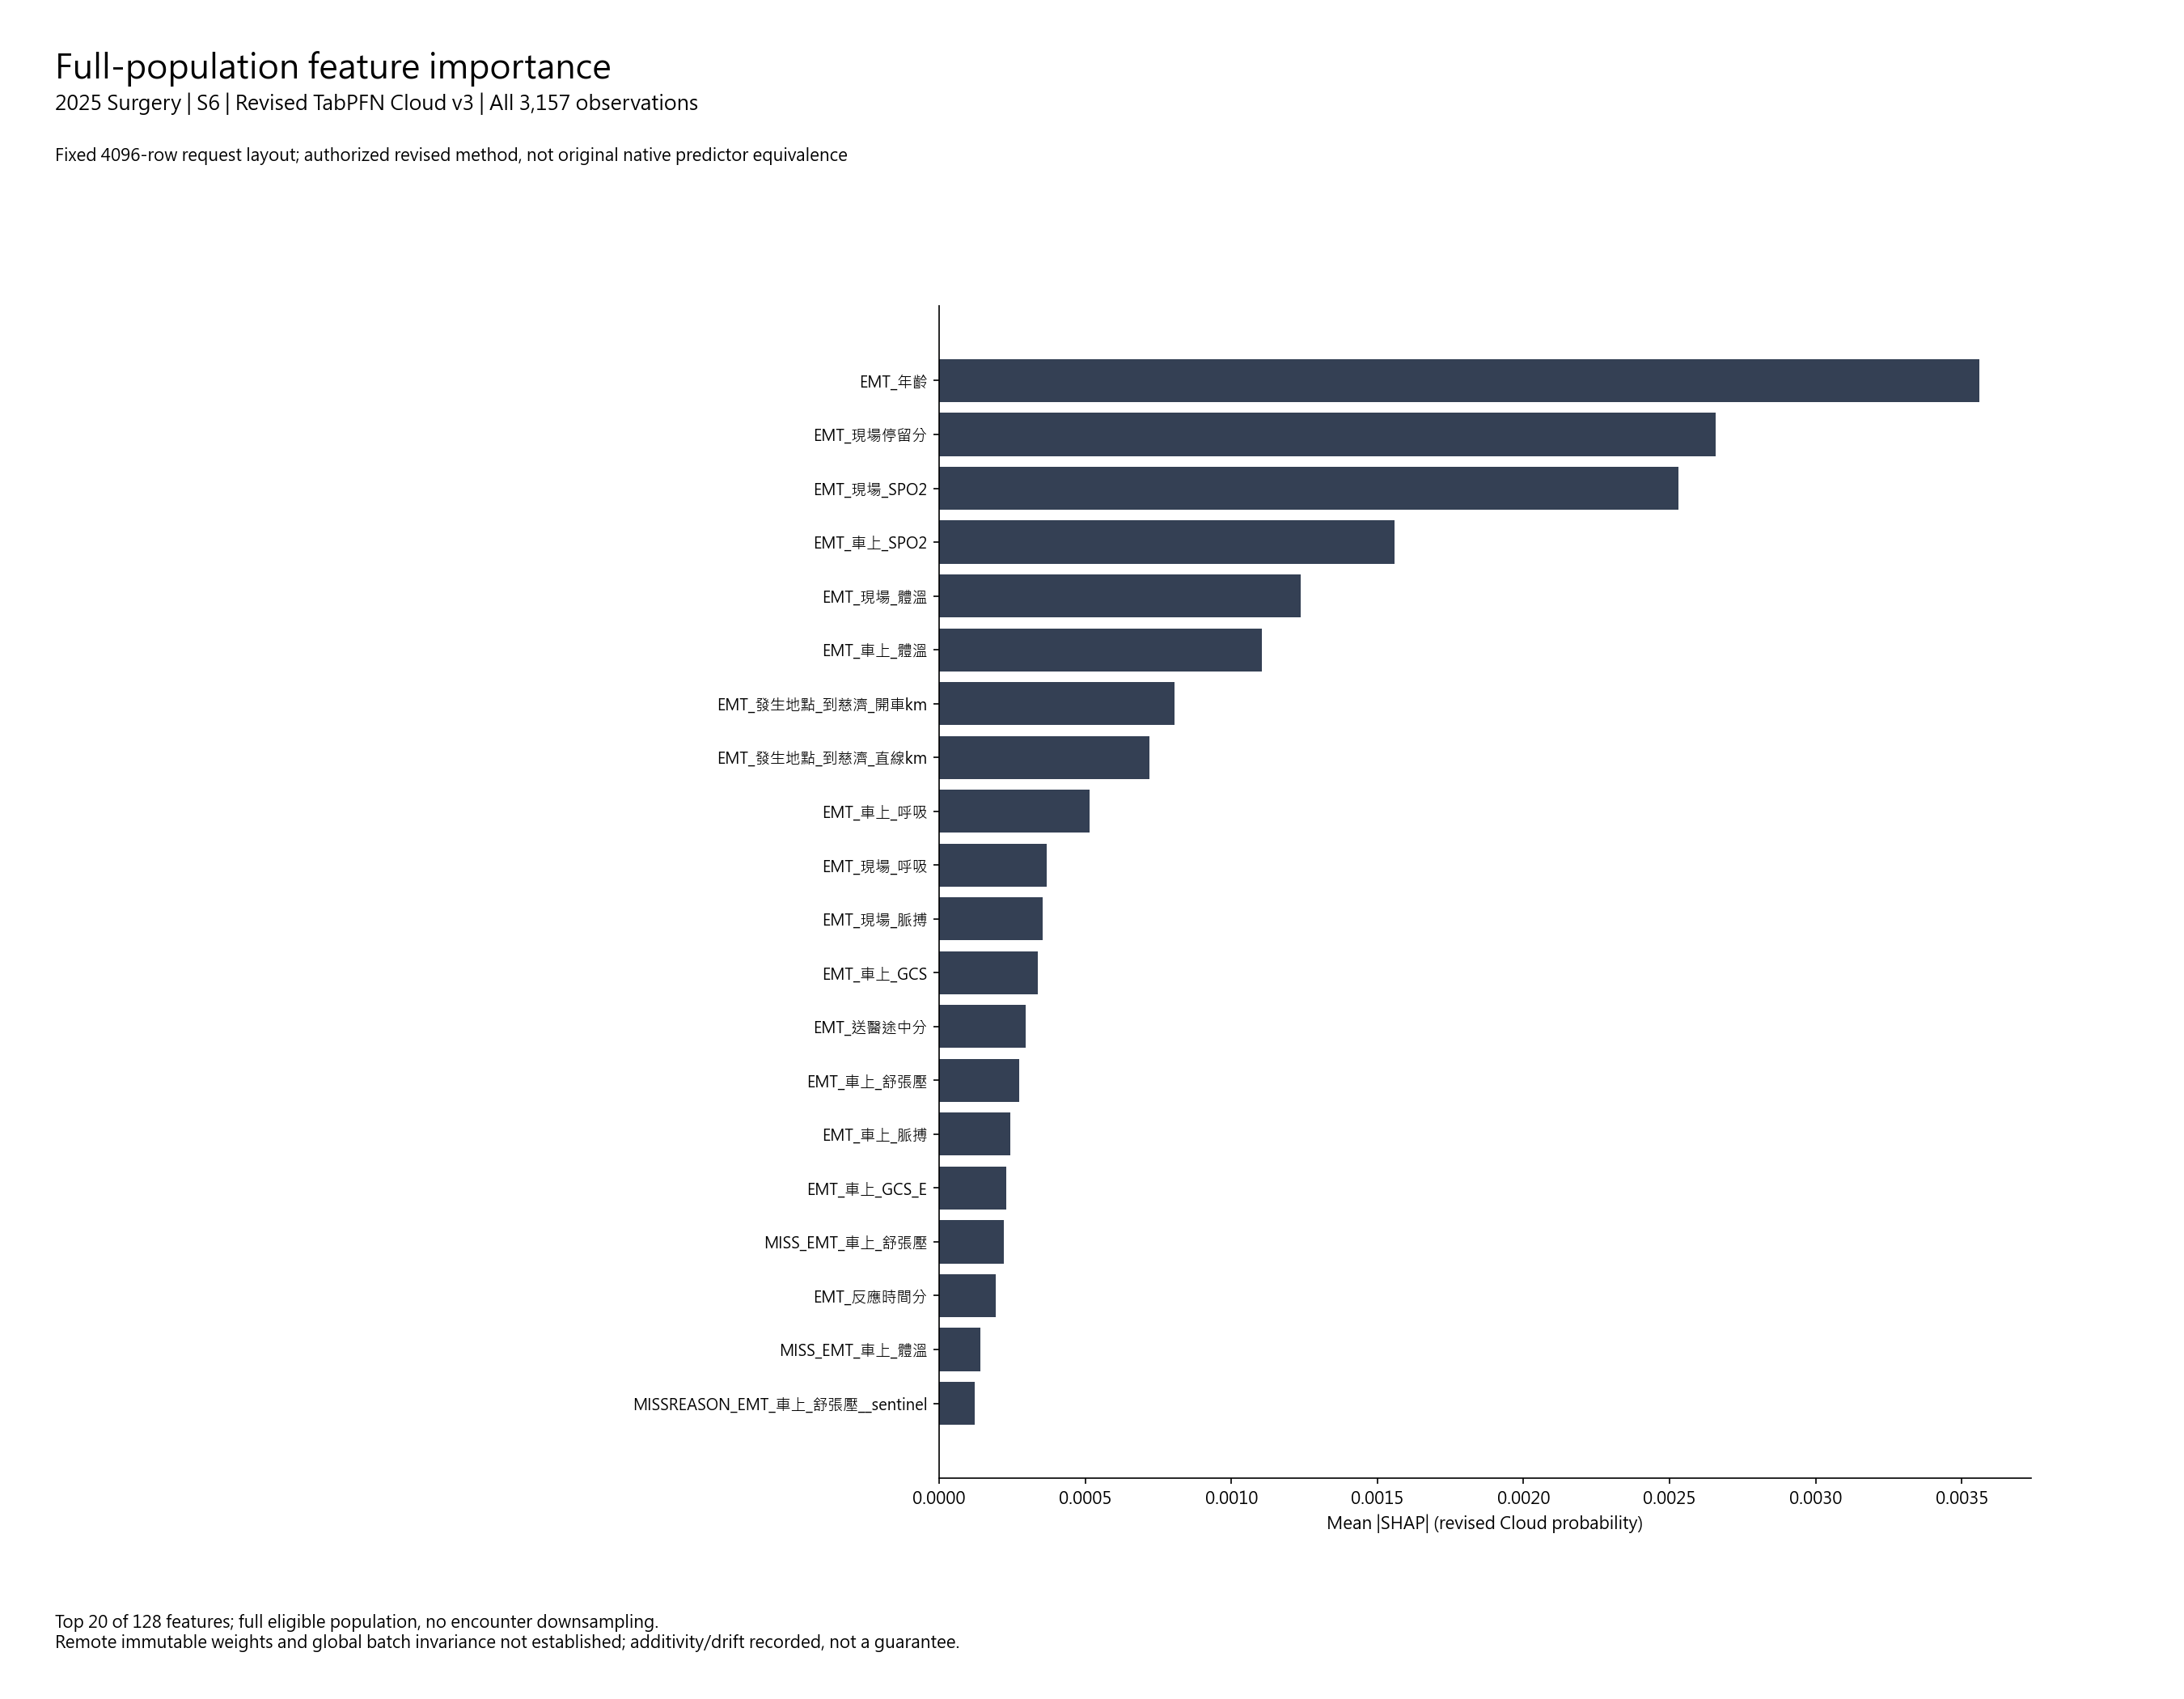 Full-population feature importance
2025 Surgery | S6 | Revised TabPFN Cloud v3 | All 3,157 observations
Fixed 4096-row request layout; authorized revised method, not original native predictor equivalence
EMT_年齡
EMT_現場停留分
EMT_現場_SPO2
EMT_車上_SPO2
EMT_現場_體溫
EMT_車上_體溫
EMT_發生地點_到慈濟_開車km
EMT_發生地點_到慈濟_直線km
EMT_車上_呼吸
EMT_現場_呼吸
EMT_現場_脈搏
EMT_車上_GCS
EMT_送醫途中分
EMT_車上_舒張壓
EMT_車上_脈搏
EMT_車上_GCS_E
MISS_EMT_車上_舒張壓
EMT_反應時間分
MISS_EMT_車上_體溫
MISSREASON_EMT_車上_舒張壓__sentinel
0.0000 0.0005 0.0010 0.0015 0.0020 0.0025 0.0030 0.0035
Mean |SHAP| (revised Cloud probability)
Top 20 of 128 features; full eligible population, no encounter downsampling.
Remote immutable weights and global batch invariance not established; additivity/drift recorded, not a guarantee.